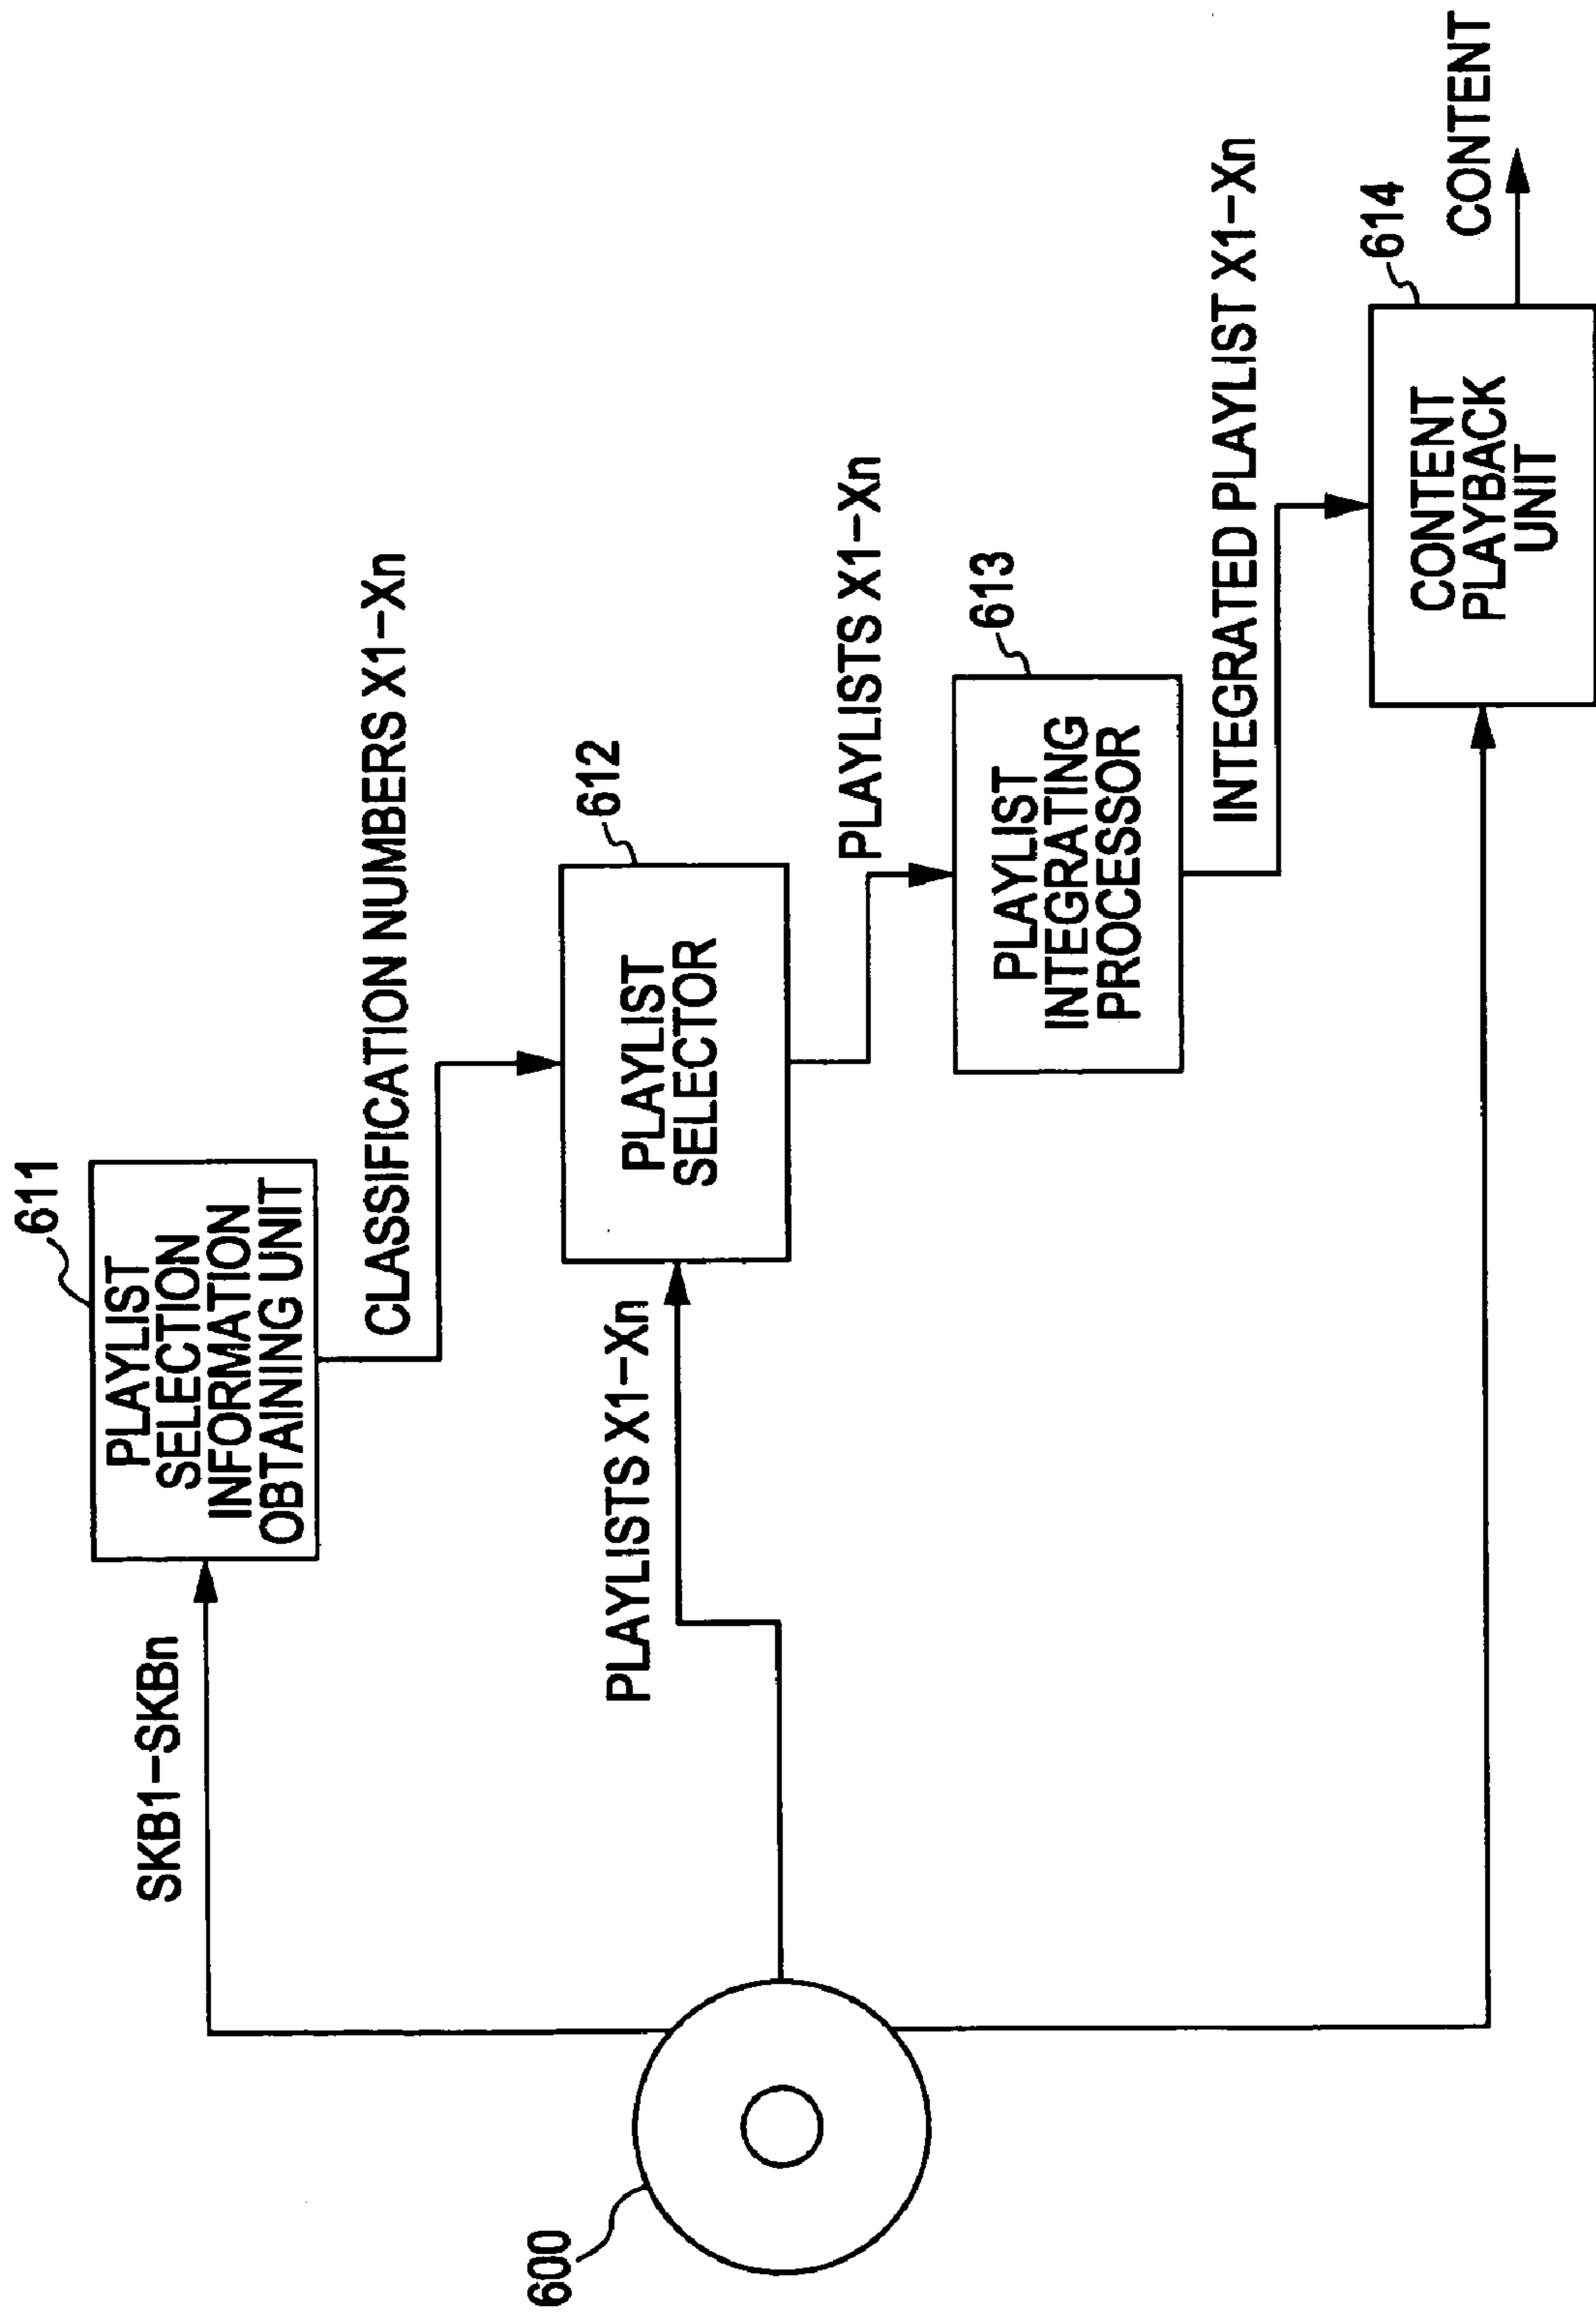 611
PLAYLIST
SELECTION
INFORMATION
OBTAINING UNIT
SKB1-SKBn
CLASSIFICATION NUMBERS X1-Xn
612
PLAYLIST
SELECTOR
PLAYLISTS X1-Xn
PLAYLISTS X1-Xn
613
PLAYLIST
INTEGRATING
PROCESSOR
600
INTEGRATED PLAYLIST X1-Xn
614
CONTENT
PLAYBACK
UNIT
CONTENT